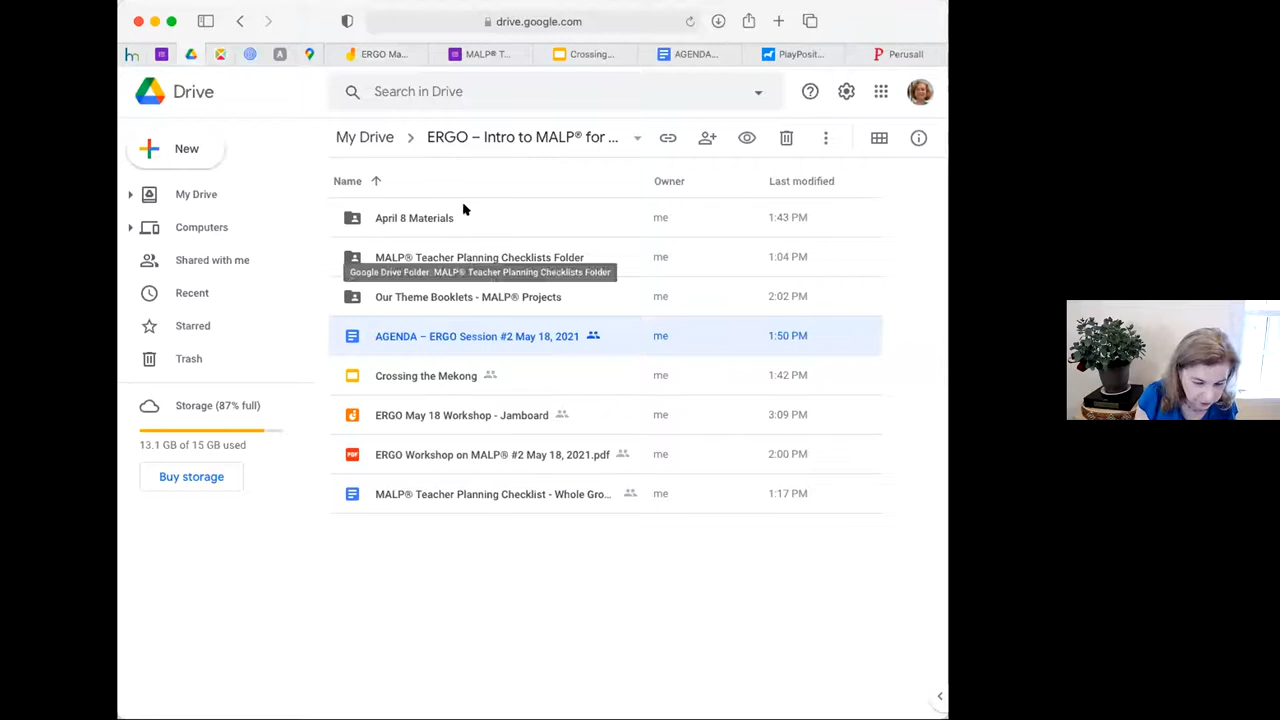 drive.google.com
ERGO Ma...
MALP® T...
Crossing...
AGENDA...
PlayPosit...
Perusall
Drive
Search in Drive
New
My Drive
ERGO – Intro to MALP® for ...
My Drive
Computers
Shared with me
Recent
Starred
Trash
Storage (87% full)
13.1 GB of 15 GB used
Buy storage
Name
Owner
Last modified
April 8 Materials
me
1:43 PM
MALP® Teacher Planning Checklists Folder
me
1:04 PM
Google Drive Folder: MALP® Teacher Planning Checklists Folder
Our Theme Booklets - MALP® Projects
me
2:02 PM
AGENDA – ERGO Session #2 May 18, 2021
me
1:50 PM
Crossing the Mekong
me
1:42 PM
ERGO May 18 Workshop - Jamboard
me
3:09 PM
PDF
ERGO Workshop on MALP® #2 May 18, 2021.pdf
me
2:00 PM
MALP® Teacher Planning Checklist - Whole Gro...
me
1:17 PM